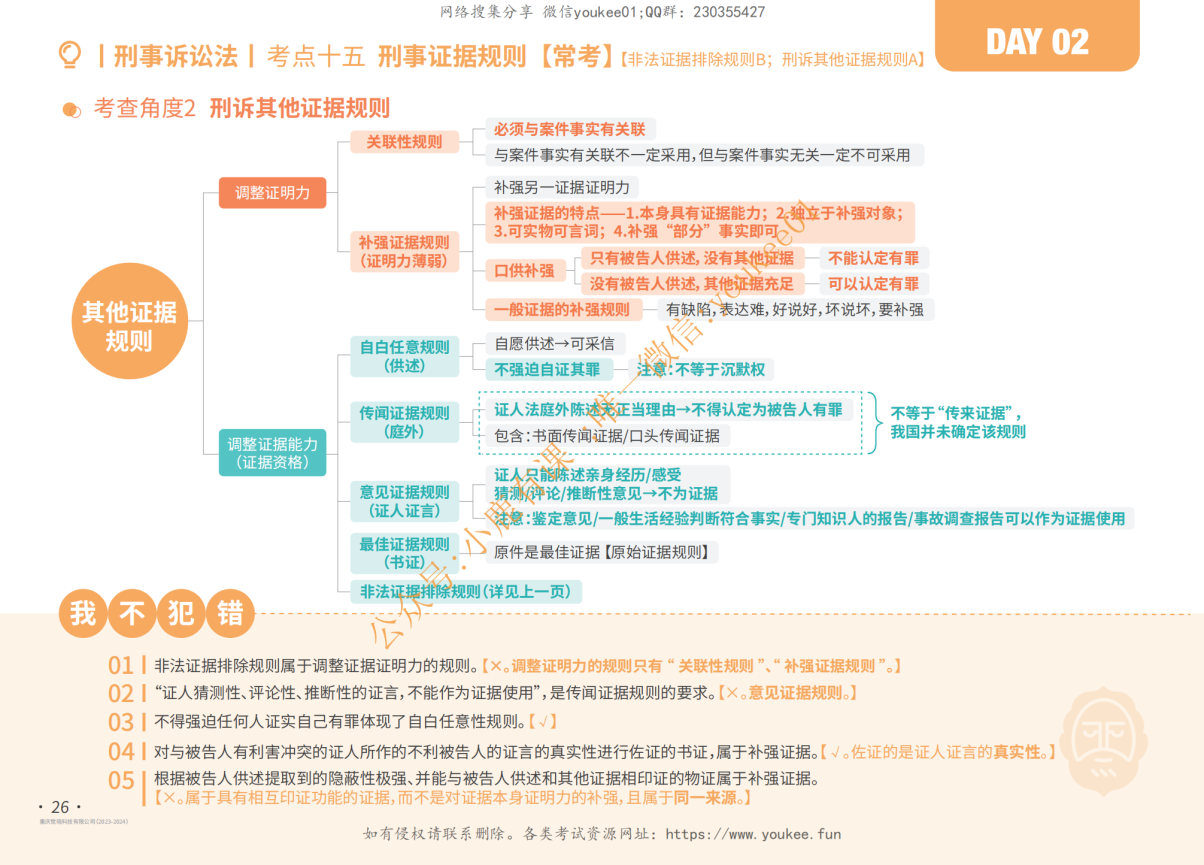 网络搜集分享 微信youkee01;QQ群：230355427
DAY 02
| 刑事诉讼法 | 考点十五 刑事证据规则【常考】【非法证据排除规则B；刑诉其他证据规则A】
考查角度2 刑诉其他证据规则
其他证据
规则
调整证明力
关联性规则
必须与案件事实有关联
与案件事实有关联不一定采用,但与案件事实无关一定不可采用
补强证据规则
（证明力薄弱）
补强另一证据证明力
补强证据的特点——1.本身具有证据能力；2.独立于补强对象；
3.可实物可言词；4.补强“部分”事实即可
口供补强
只有被告人供述,没有其他证据
不能认定有罪
没有被告人供述,其他证据充足
可以认定有罪
一般证据的补强规则
有缺陷,表达难,好说好,坏说坏,要补强
调整证据能力
（证据资格）
自白任意规则
（供述）
自愿供述→可采信
不强迫自证其罪
注意:不等于沉默权
传闻证据规则
（庭外）
证人法庭外陈述无正当理由→不得认定为被告人有罪
包含:书面传闻证据/口头传闻证据
不等于“传来证据”，
我国并未确定该规则
意见证据规则
（证人证言）
证人只能陈述亲身经历/感受
猜测/评论/推断性意见→不为证据
注意:鉴定意见/一般生活经验判断符合事实/专门知识人的报告/事故调查报告可以作为证据使用
最佳证据规则
（书证）
原件是最佳证据【原始证据规则】
非法证据排除规则（详见上一页）
公众号:小鹿有课 ,唯一微信:youkee01
我不犯错
01 非法证据排除规则属于调整证据证明力的规则。【×。调整证明力的规则只有“关联性规则”、“补强证据规则”。】
02 “证人猜测性、评论性、推断性的证言,不能作为证据使用”,是传闻证据规则的要求。【×。意见证据规则。】
03 不得强迫任何人证实自己有罪体现了自白任意性规则。【√】
04 对与被告人有利害冲突的证人所作的不利被告人的证言的真实性进行佐证的书证,属于补强证据。【√。佐证的是证人证言的真实性。】
05 根据被告人供述提取到的隐蔽性极强、并能与被告人供述和其他证据相印证的物证属于补强证据。
【×。属于具有相互印证功能的证据,而不是对证据本身证明力的补强,且属于同一来源。】
· 26 ·
如有侵权请联系删除。各类考试资源网址：https://www.youkee.fun